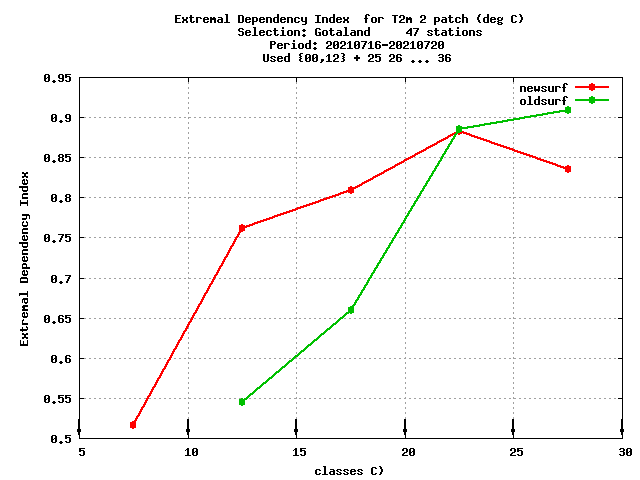 Extremal Dependency Index  for T2m 2 patch (deg C)
Selection: Gotaland     47 stations
Period: 20210716-20210720
Used {00,12} + 25 26 ... 36
newsurf
oldsurf
0.95
0.9
0.85
0.8
0.75
0.7
0.65
0.6
0.55
0.5
Extremal Dependency Index
5 10 15 20 25 30
classes C)